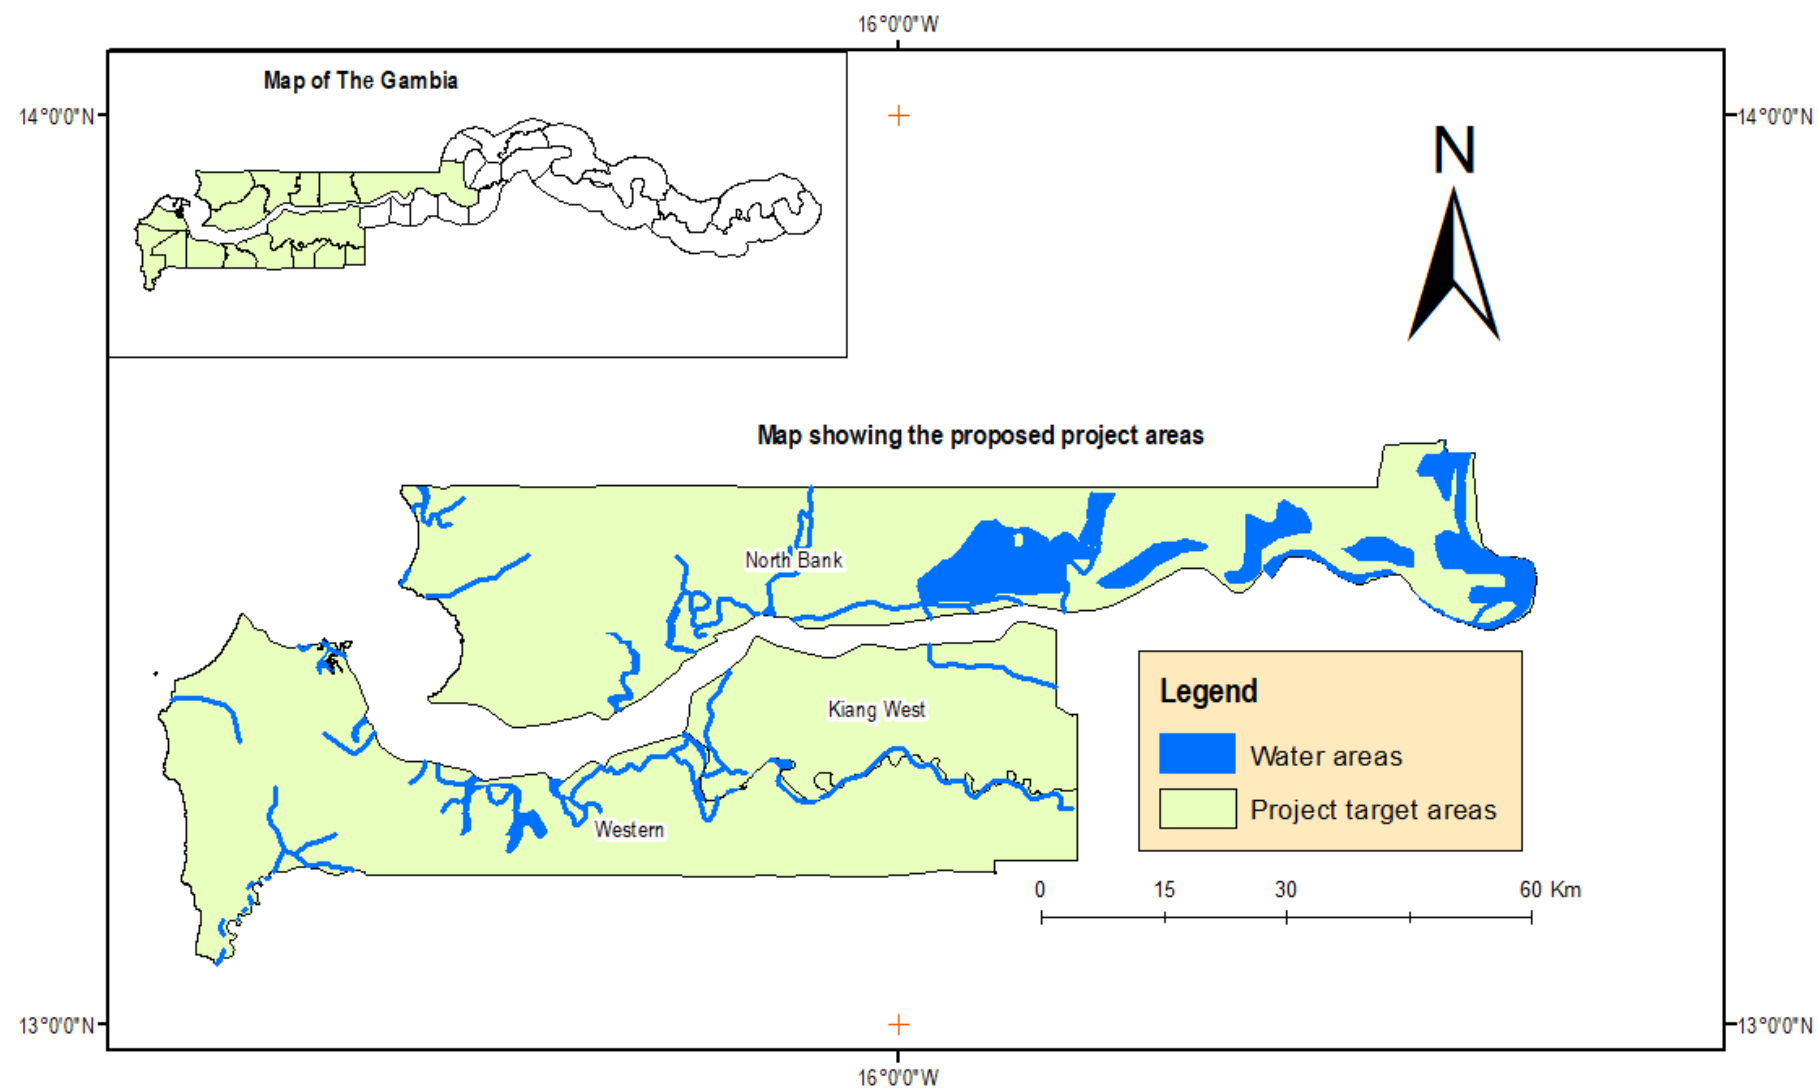 16°0'0"W
Map of The Gambia
14°0'0"N
14°0'0"N
N
Map showing the proposed project areas
North Bank
Kiang West
Western
Legend
Water areas
Project target areas
0 15 30 60 Km
13°0'0"N
13°0'0"N
16°0'0"W